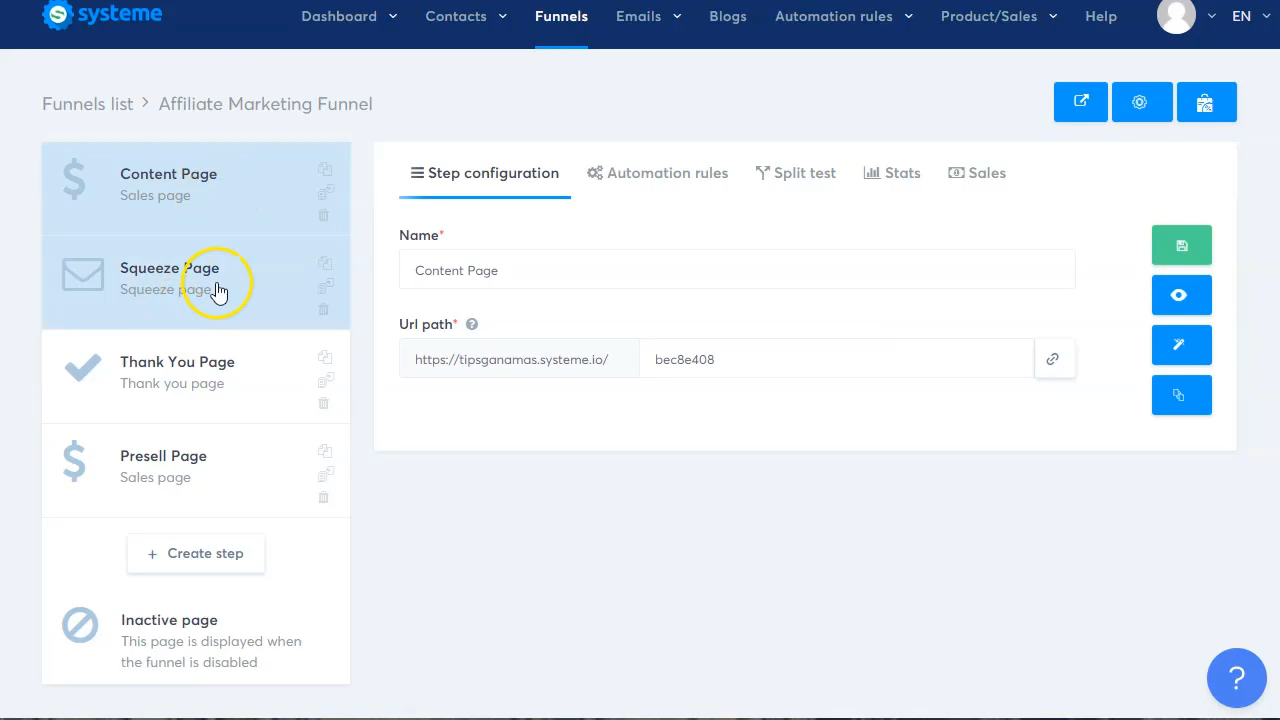 systeme
Dashboard Contacts Funnels Emails Blogs Automation rules Product/Sales Help EN
Funnels list > Affiliate Marketing Funnel
Content Page
Sales page
Squeeze Page
Squeeze page
Thank You Page
Thank you page
Presell Page
Sales page
+ Create step
Inactive page
This page is displayed when
the funnel is disabled
Step configuration Automation rules Split test Stats Sales
Name*
Content Page
Url path* ?
https://tipsganamas.systeme.io/ bec8e408
?